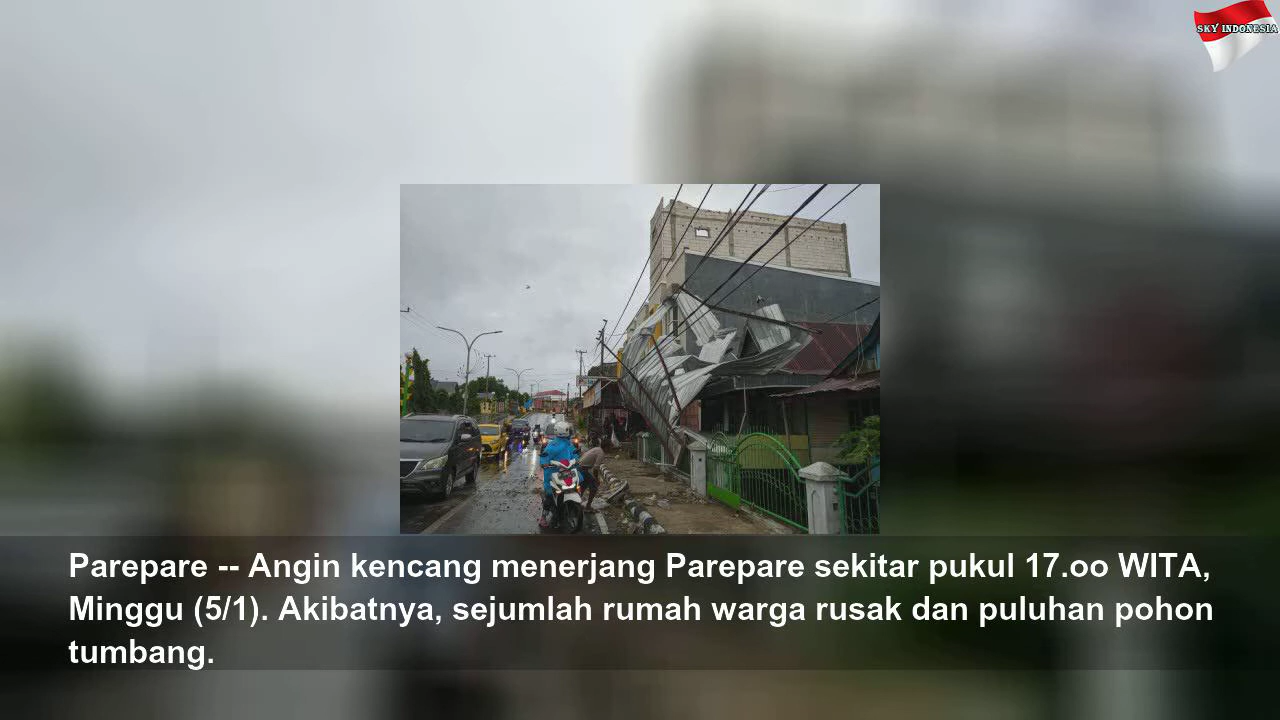 SKY INDONESIA
Parepare -- Angin kencang menerjang Parepare sekitar pukul 17.oo WITA,
Minggu (5/1). Akibatnya, sejumlah rumah warga rusak dan puluhan pohon
tumbang.